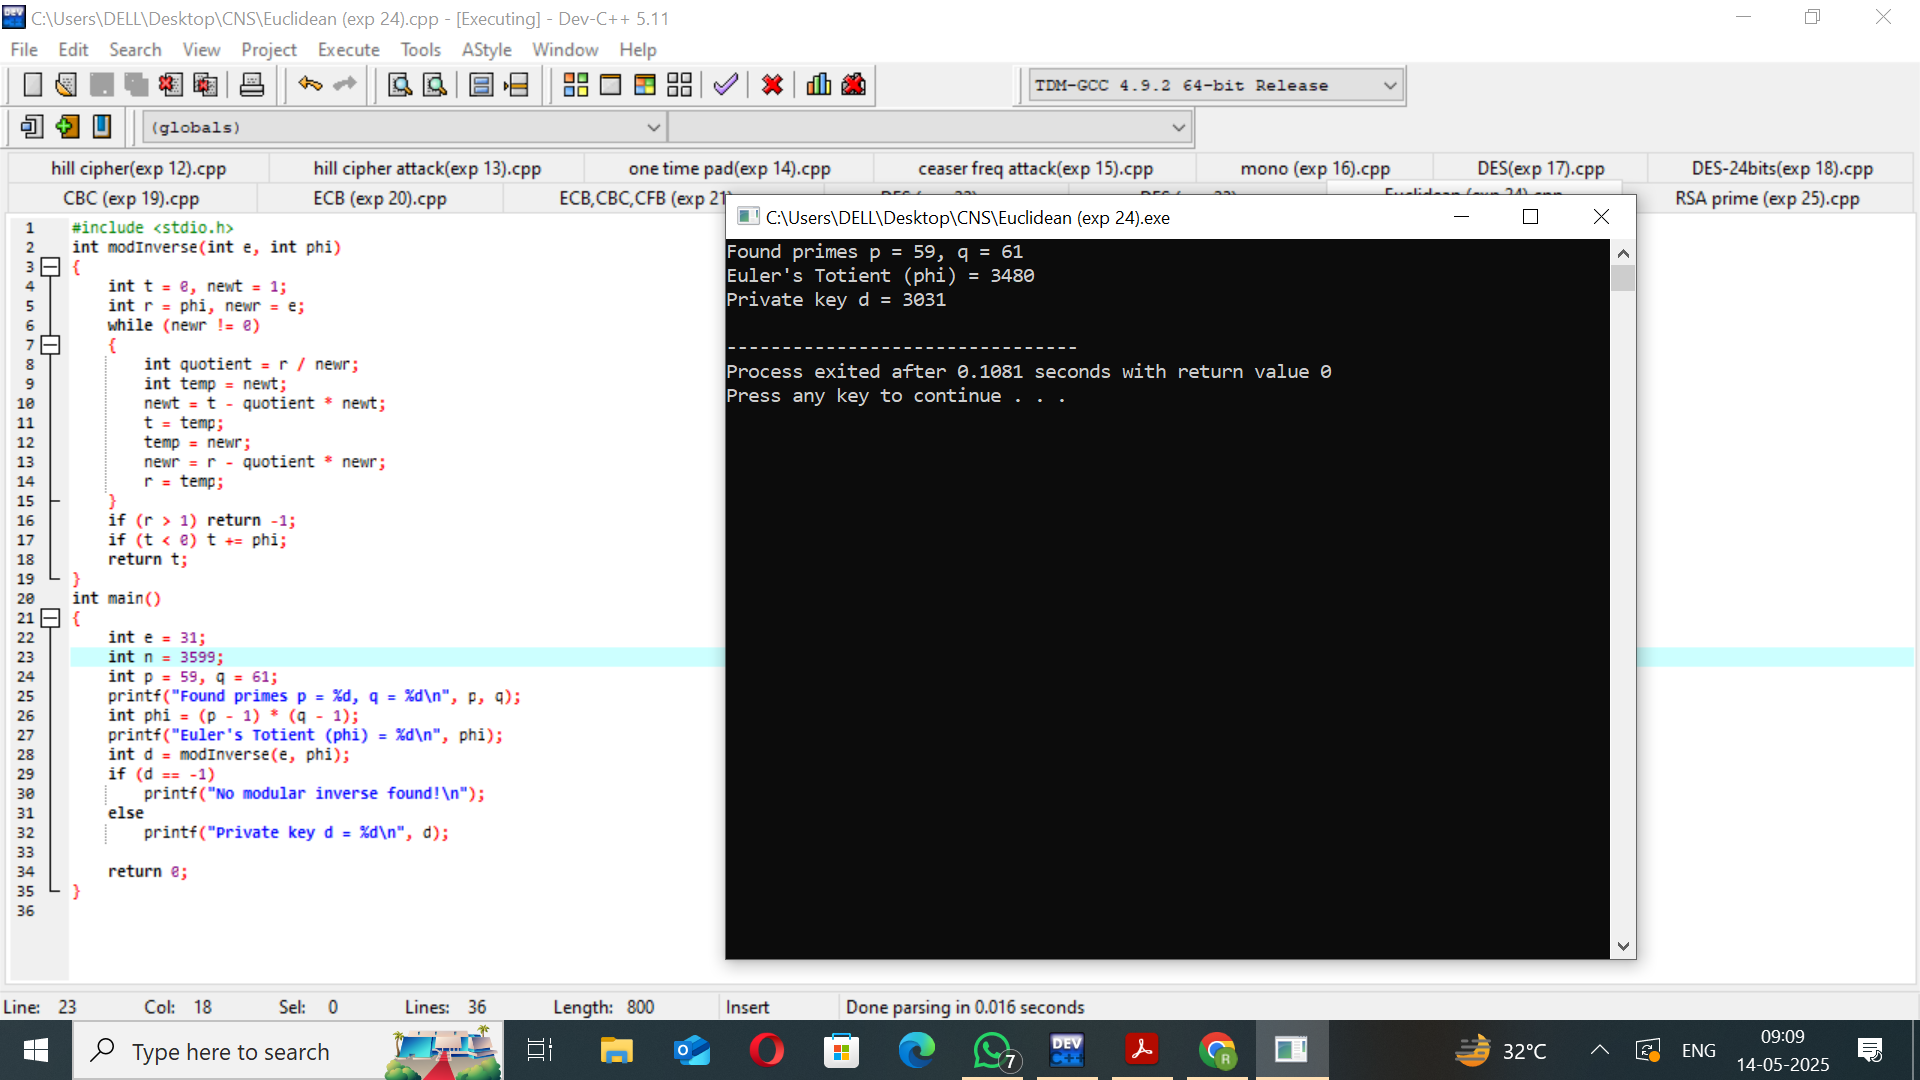 C:\Users\DELL\Desktop\CNS\Euclidean (exp 24).cpp - [Executing] - Dev-C++ 5.11
File Edit Search View Project Execute Tools AStyle Window Help
TDM-GCC 4.9.2 64-bit Release
(globals)
hill cipher(exp 12).cpp hill cipher attack(exp 13).cpp one time pad(exp 14).cpp ceaser freq attack(exp 15).cpp mono (exp 16).cpp DES(exp 17).cpp DES-24bits(exp 18).cpp
CBC (exp 19).cpp ECB (exp 20).cpp ECB,CBC,CFB (exp 21) Euclidean (exp 24).cpp RSA prime (exp 25).cpp
1 #include <stdio.h>
2 int modInverse(int e, int phi)
3 {
4 int t = 0, newt = 1;
5 int r = phi, newr = e;
6 while (newr != 0)
7 {
8 int quotient = r / newr;
9 int temp = newt;
10 newt = t - quotient * newt;
11 t = temp;
12 temp = newr;
13 newr = r - quotient * newr;
14 r = temp;
15 }
16 if (r > 1) return -1;
17 if (t < 0) t += phi;
18 return t;
19 }
20 int main()
21 {
22 int e = 31;
23 int n = 3599;
24 int p = 59, q = 61;
25 printf("Found primes p = %d, q = %d\n", p, q);
26 int phi = (p - 1) * (q - 1);
27 printf("Euler's Totient (phi) = %d\n", phi);
28 int d = modInverse(e, phi);
29 if (d == -1)
30 printf("No modular inverse found!\n");
31 else
32 printf("Private key d = %d\n", d);
33
34 return 0;
35 }
36
C:\Users\DELL\Desktop\CNS\Euclidean (exp 24).exe
Found primes p = 59, q = 61
Euler's Totient (phi) = 3480
Private key d = 3031
--------------------------------
Process exited after 0.1081 seconds with return value 0
Press any key to continue . . .
Line: 23 Col: 18 Sel: 0 Lines: 36 Length: 800 Insert Done parsing in 0.016 seconds
Type here to search
7
DEV
C++
R
32°C
ENG
09:09
14-05-2025